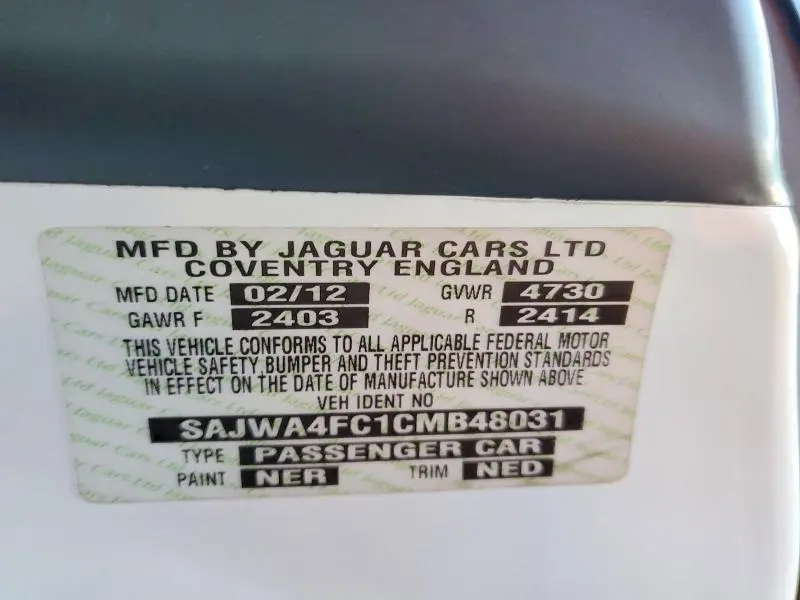 MFD BY JAGUAR CARS LTD
COVENTRY ENGLAND
MFD DATE 02/12 GVWR 4730
GAWR F 2403 R 2414
THIS VEHICLE CONFORMS TO ALL APPLICABLE FEDERAL MOTOR
VEHICLE SAFETY, BUMPER AND THEFT PREVENTION STANDARDS
IN EFFECT ON THE DATE OF MANUFACTURE SHOWN ABOVE
VEH IDENT NO
SAJWA4FC1CMB48031
TYPE PASSENGER CAR
PAINT NER TRIM NED